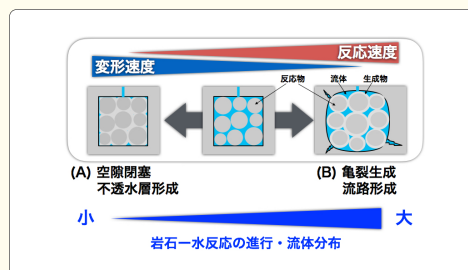 反応速度
変形速度
反応物
流体
生成物
(A) 空隙閉塞
不透水層形成
(B) 亀裂生成
流路形成
小
大
岩石ー水反応の進行・流体分布